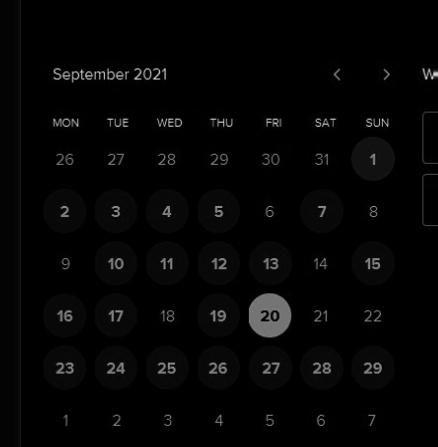 September 2021
W
MON TUE WED THU FRI SAT SUN
26 27 28 29 30 31 1
2 3 4 5 6 7 8
9 10 11 12 13 14 15
16 17 18 19 20 21 22
23 24 25 26 27 28 29
1 2 3 4 5 6 7